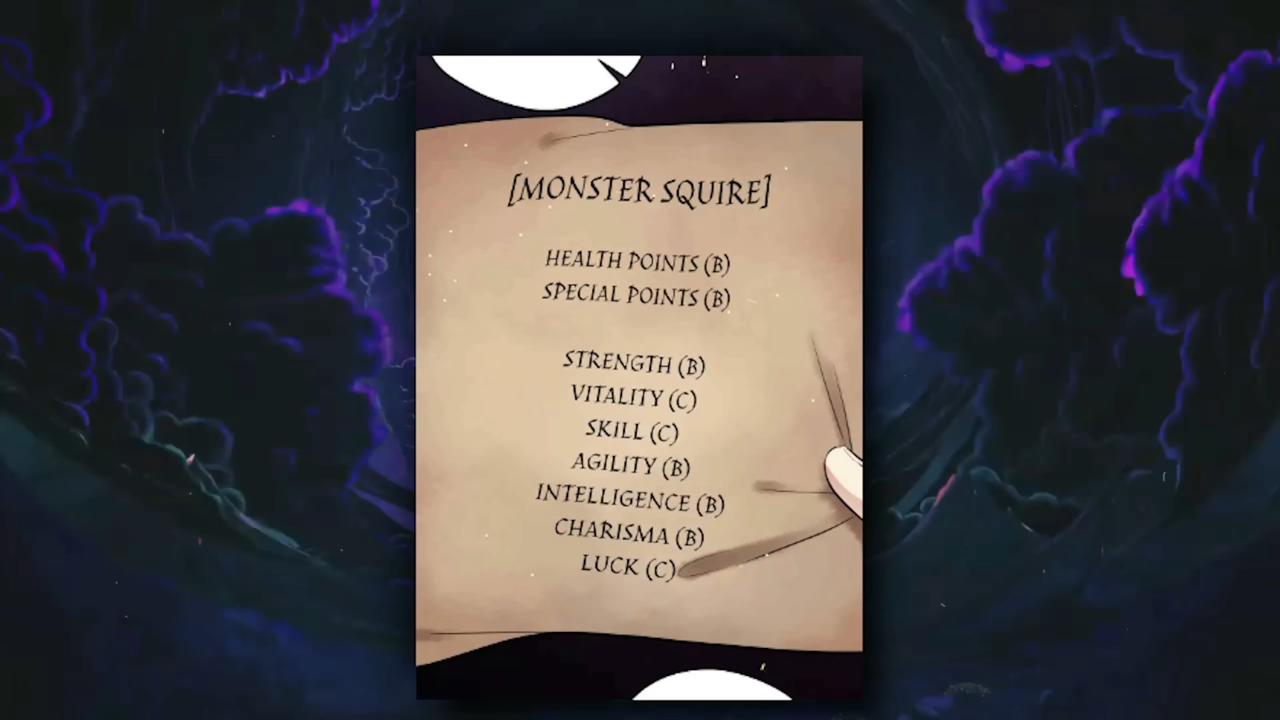 [MONSTER SQUIRE]
HEALTH POINTS (B)
SPECIAL POINTS (B)
STRENGTH (B)
VITALITY (C)
SKILL (C)
AGILITY (B)
INTELLIGENCE (B)
CHARISMA (B)
LUCK (C)